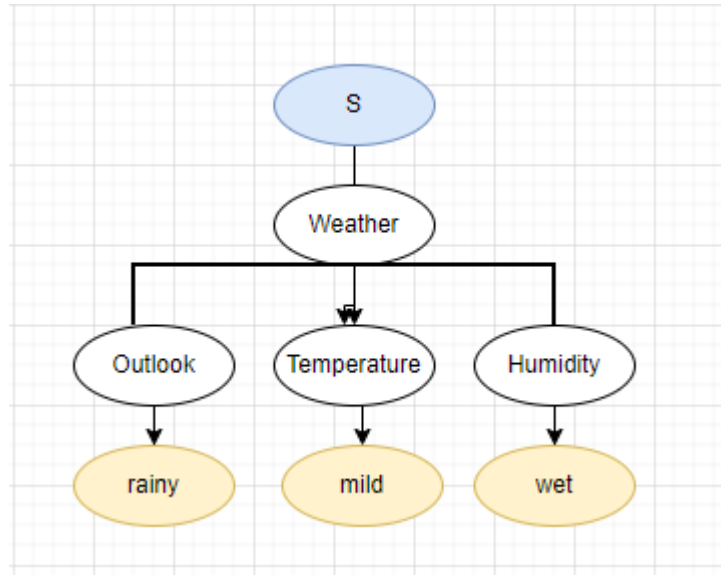 S
Weather
Outlook
Temperature
Humidity
rainy
mild
wet